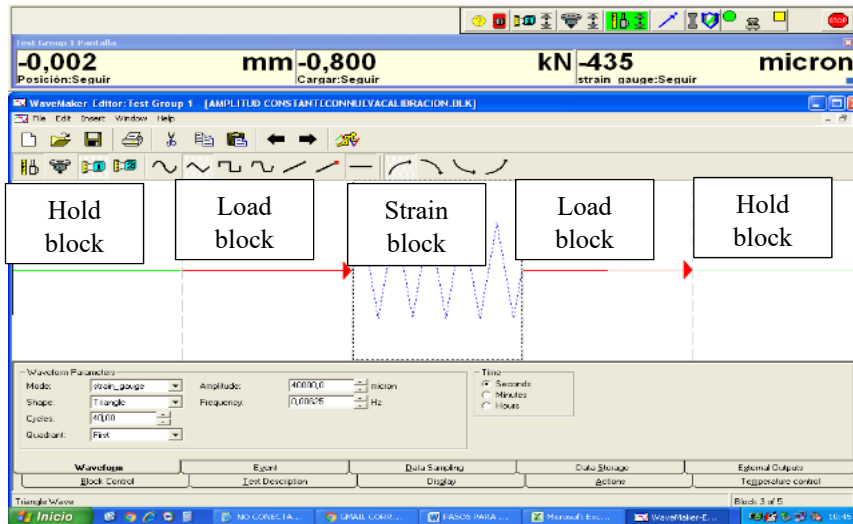 STOP
Test Group 1 Pantalla
-0,002 mm -0,800 kN -435 micron
Posición:Seguir Cargar:Seguir strain_gauge:Seguir
WaveMaker-Editor:Test Group 1 [AMPLITUD CONSTANTECONNUEVACALIBRACION.BLK]
File Edit Insert Window Help
Hold block
Load block
Strain block
Load block
Hold block
Waveform Parameters
Mode: strain_gauge Amplitude: 40000,0 micron
Shape: Triangle Frequency: 0,00625 Hz
Cycles: 40,00
Quadrant: First
Time
Seconds
Minutes
Hours
Waveform Event Data Sampling Data Storage External Outputs
Block Control Test Description Display Actions Temperature control
Triangle Wave Block 3 of 5
Inicio NO CONECTA... GMAIL CORR... PASOS PARA ... Microsoft Exc... WaveMaker-E... 10:45